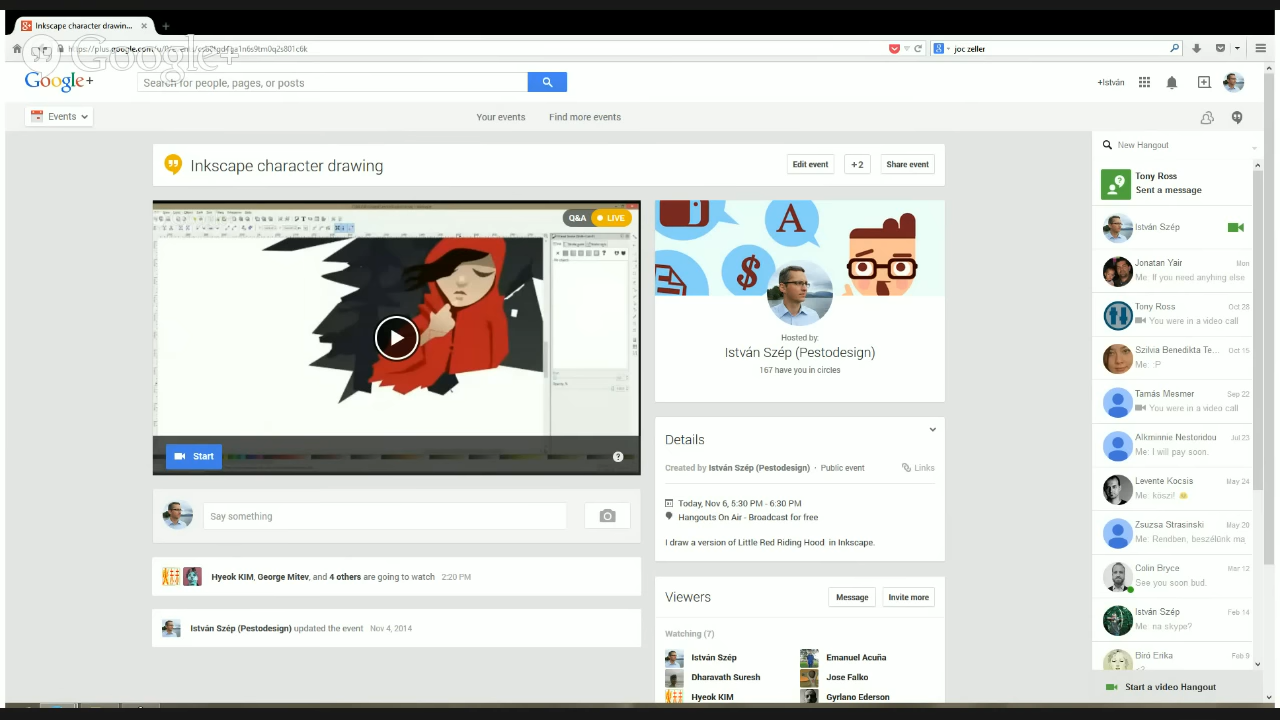 Inkscape character drawin...
Google+
joc zeller
Google+
Search for people, pages, or posts
+István
Events
Your events
Find more events
Inkscape character drawing
Edit event
+2
Share event
Q&A
LIVE
Start
?
Say something
Hyeok KIM, George Mitev, and 4 others are going to watch 2:20 PM
István Szép (Pestodesign) updated the event Nov 4, 2014
A
$
Hosted by:
István Szép (Pestodesign)
167 have you in circles
Details
Created by István Szép (Pestodesign) · Public event
Links
Today, Nov 6, 5:30 PM - 6:30 PM
Hangouts On Air - Broadcast for free
I draw a version of Little Red Riding Hood in Inkscape.
Viewers
Message
Invite more
Watching (7)
István Szép
Emanuel Acuña
Dharavath Suresh
Jose Falko
Hyeok KIM
Gyrlano Ederson
New Hangout
Tony Ross
Sent a message
István Szép
Jonatan Yair Mon
Me: If you need anyhing else
Tony Ross Oct 28
You were in a video call
Szilvia Benedikta Te... Oct 15
Me: :P
Tamás Mesmer Sep 22
You were in a video call
Alkminnie Nestoridou Jul 23
Me: I will pay soon.
Levente Kocsis May 24
Me: köszi!
Zsuzsa Strasinski May 20
Me: Rendben, beszélünk ma
Colin Bryce Mar 12
See you soon bud.
István Szép Feb 14
Me: na skype?
Bíró Erika Feb 9
Start a video Hangout